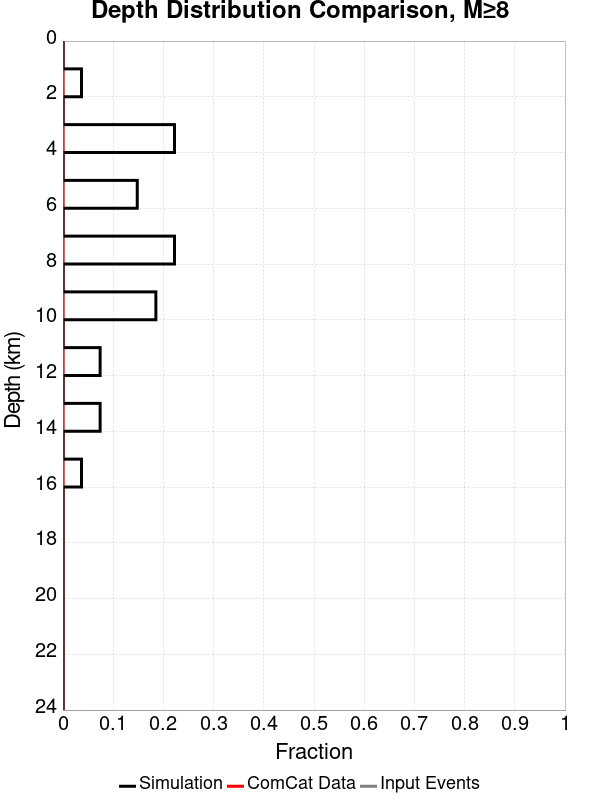 Depth Distribution Comparison, M≥8
0
2
4
6
8
10
12
14
16
18
20
22
24
Depth (km)
0 0.1 0.2 0.3 0.4 0.5 0.6 0.7 0.8 0.9 1
Fraction
Simulation ComCat Data Input Events